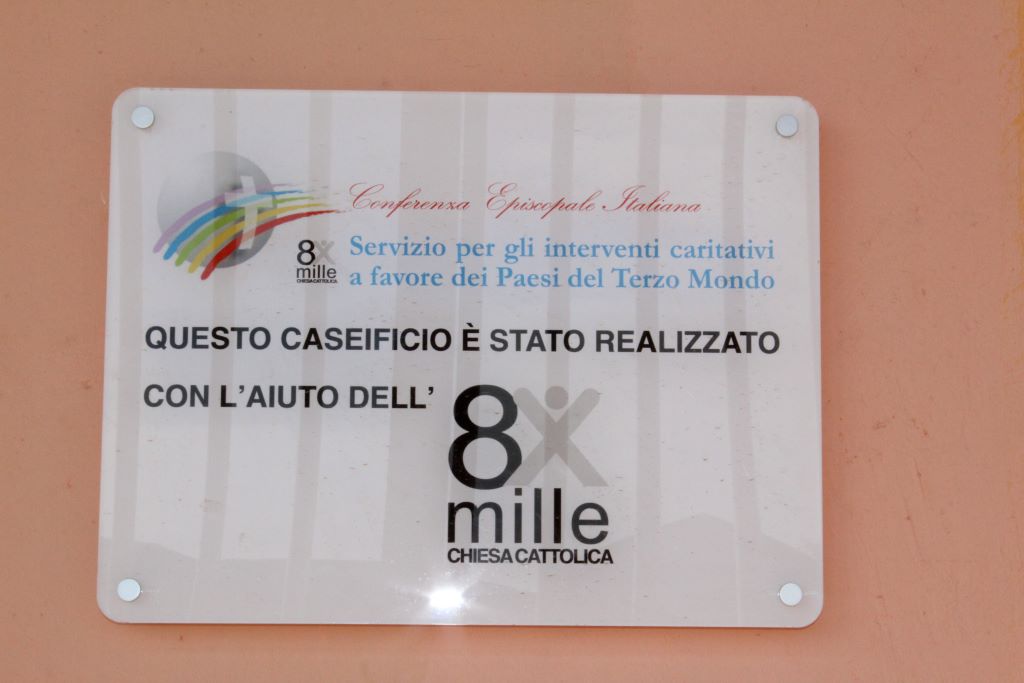 Conferenza Episcopale Italiana
8x
mille
CHIESA CATTOLICA
Servizio per gli interventi caritativi
a favore dei Paesi del Terzo Mondo
QUESTO CASEIFICIO È STATO REALIZZATO
CON L'AIUTO DELL'
8x
mille
CHIESA CATTOLICA